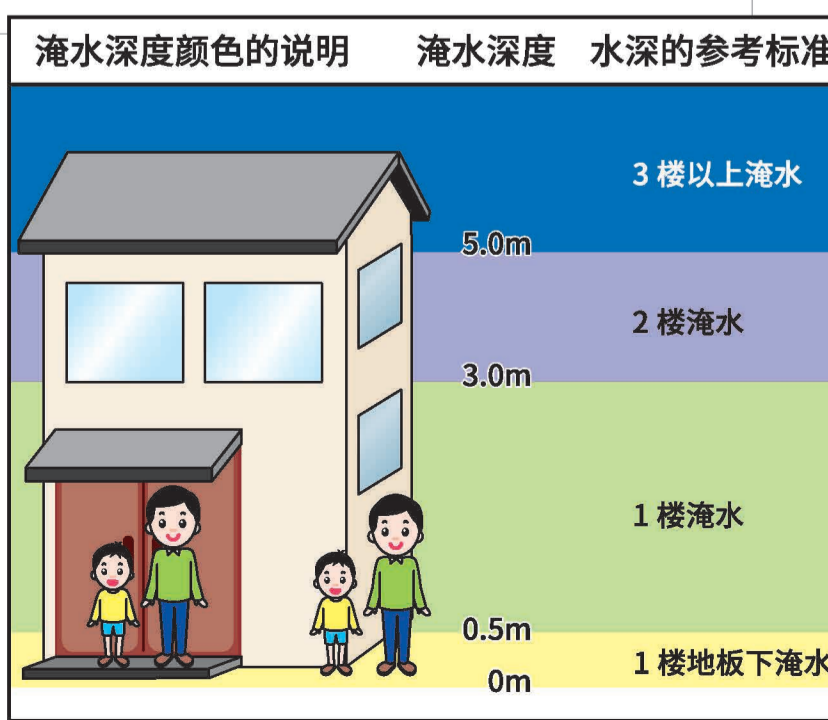 淹水深度颜色的说明 淹水深度 水深的参考标准
3 楼以上淹水
5.0m
2 楼淹水
3.0m
1 楼淹水
0.5m
1 楼地板下淹水
0m